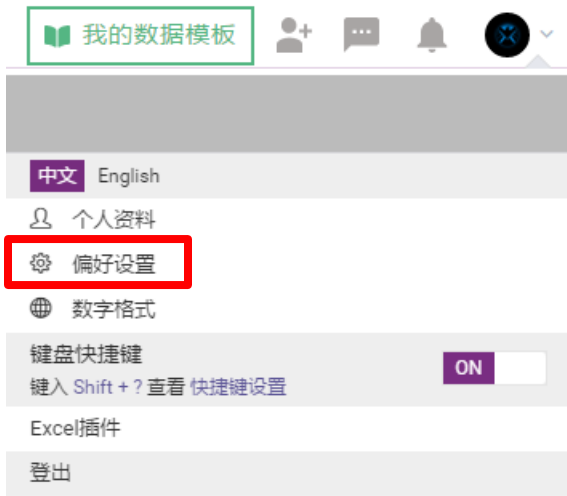 我的数据模板
中文 English
个人资料
偏好设置
数字格式
键盘快捷键
ON
键入 Shift + ? 查看 快捷键设置
Excel插件
登出